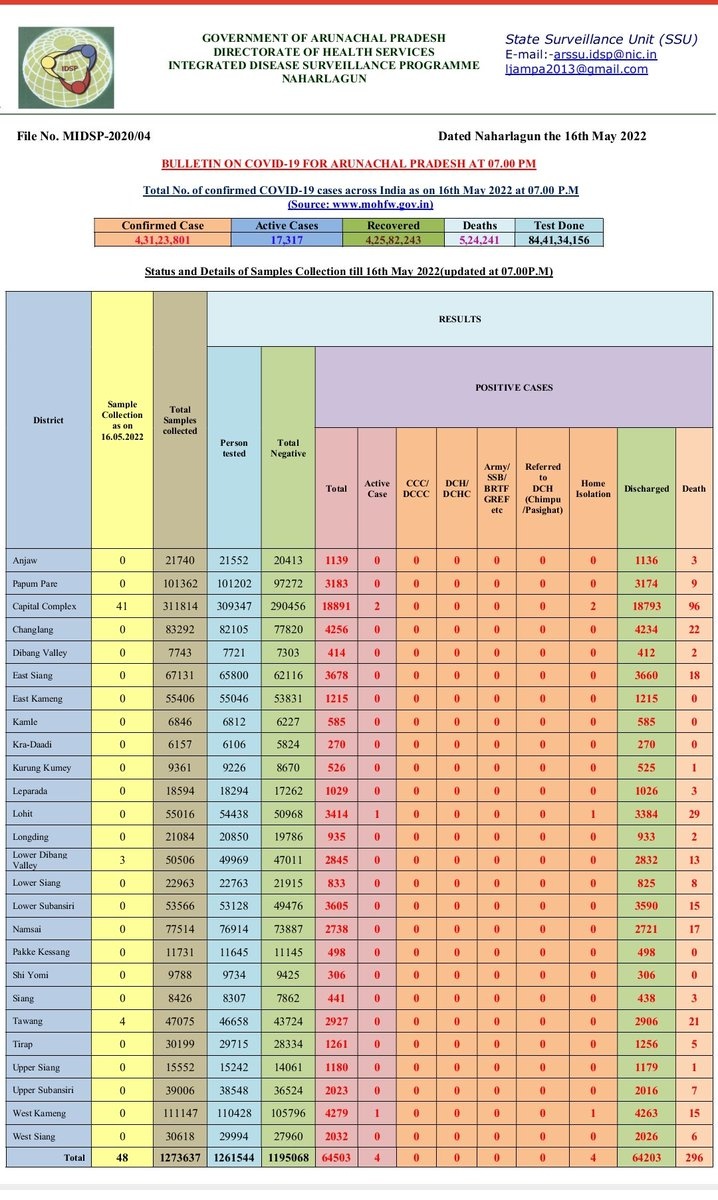 IDSP
GOVERNMENT OF ARUNACHAL PRADESH
DIRECTORATE OF HEALTH SERVICES
INTEGRATED DISEASE SURVEILLANCE PROGRAMME
NAHARLAGUN
State Surveillance Unit (SSU)
E-mail:-arssu.idsp@nic.in
ljampa2013@gmail.com
File No. MIDSP-2020/04 Dated Naharlagun the 16th May 2022
BULLETIN ON COVID-19 FOR ARUNACHAL PRADESH AT 07.00 PM
Total No. of confirmed COVID-19 cases across India as on 16th May 2022 at 07.00 P.M
(Source: www.mohfw.gov.in)
Confirmed Case Active Cases Recovered Deaths Test Done
4,31,23,801 17,317 4,25,82,243 5,24,241 84,41,34,156
Status and Details of Samples Collection till 16th May 2022(updated at 07.00P.M)
District
Sample
Collection
as on
16.05.2022
Total
Samples
collected
RESULTS
Person
tested
Total
Negative
POSITIVE CASES
Total
Active
Case
CCC/
DCCC
DCH/
DCHC
Army/
SSB/
BRTF
GREF
etc
Referred
to
DCH
(Chimpu
/Pasighat)
Home
Isolation
Discharged
Death
Anjaw 0 21740 21552 20413 1139 0 0 0 0 0 0 1136 3
Papum Pare 0 101362 101202 97272 3183 0 0 0 0 0 0 3174 9
Capital Complex 41 311814 309347 290456 18891 2 0 0 0 0 2 18793 96
Changlang 0 83292 82105 77820 4256 0 0 0 0 0 0 4234 22
Dibang Valley 0 7743 7721 7303 414 0 0 0 0 0 0 412 2
East Siang 0 67131 65800 62116 3678 0 0 0 0 0 0 3660 18
East Kameng 0 55406 55046 53831 1215 0 0 0 0 0 0 1215 0
Kamle 0 6846 6812 6227 585 0 0 0 0 0 0 585 0
Kra-Daadi 0 6157 6106 5824 270 0 0 0 0 0 0 270 0
Kurung Kumey 0 9361 9226 8670 526 0 0 0 0 0 0 525 1
Leparada 0 18594 18294 17262 1029 0 0 0 0 0 0 1026 3
Lohit 0 55016 54438 50968 3414 1 0 0 0 0 1 3384 29
Longding 0 21084 20850 19786 935 0 0 0 0 0 0 933 2
Lower Dibang
Valley 3 50506 49969 47011 2845 0 0 0 0 0 0 2832 13
Lower Siang 0 22963 22763 21915 833 0 0 0 0 0 0 825 8
Lower Subansiri 0 53566 53128 49476 3605 0 0 0 0 0 0 3590 15
Namsai 0 77514 76914 73887 2738 0 0 0 0 0 0 2721 17
Pakke Kessang 0 11731 11645 11145 498 0 0 0 0 0 0 498 0
Shi Yomi 0 9788 9734 9425 306 0 0 0 0 0 0 306 0
Siang 0 8426 8307 7862 441 0 0 0 0 0 0 438 3
Tawang 4 47075 46658 43724 2927 0 0 0 0 0 0 2906 21
Tirap 0 30199 29715 28334 1261 0 0 0 0 0 0 1256 5
Upper Siang 0 15552 15242 14061 1180 0 0 0 0 0 0 1179 1
Upper Subansiri 0 39006 38548 36524 2023 0 0 0 0 0 0 2016 7
West Kameng 0 111147 110428 105796 4279 1 0 0 0 0 1 4263 15
West Siang 0 30618 29994 27960 2032 0 0 0 0 0 0 2026 6
Total 48 1273637 1261544 1195068 64503 4 0 0 0 0 4 64203 296